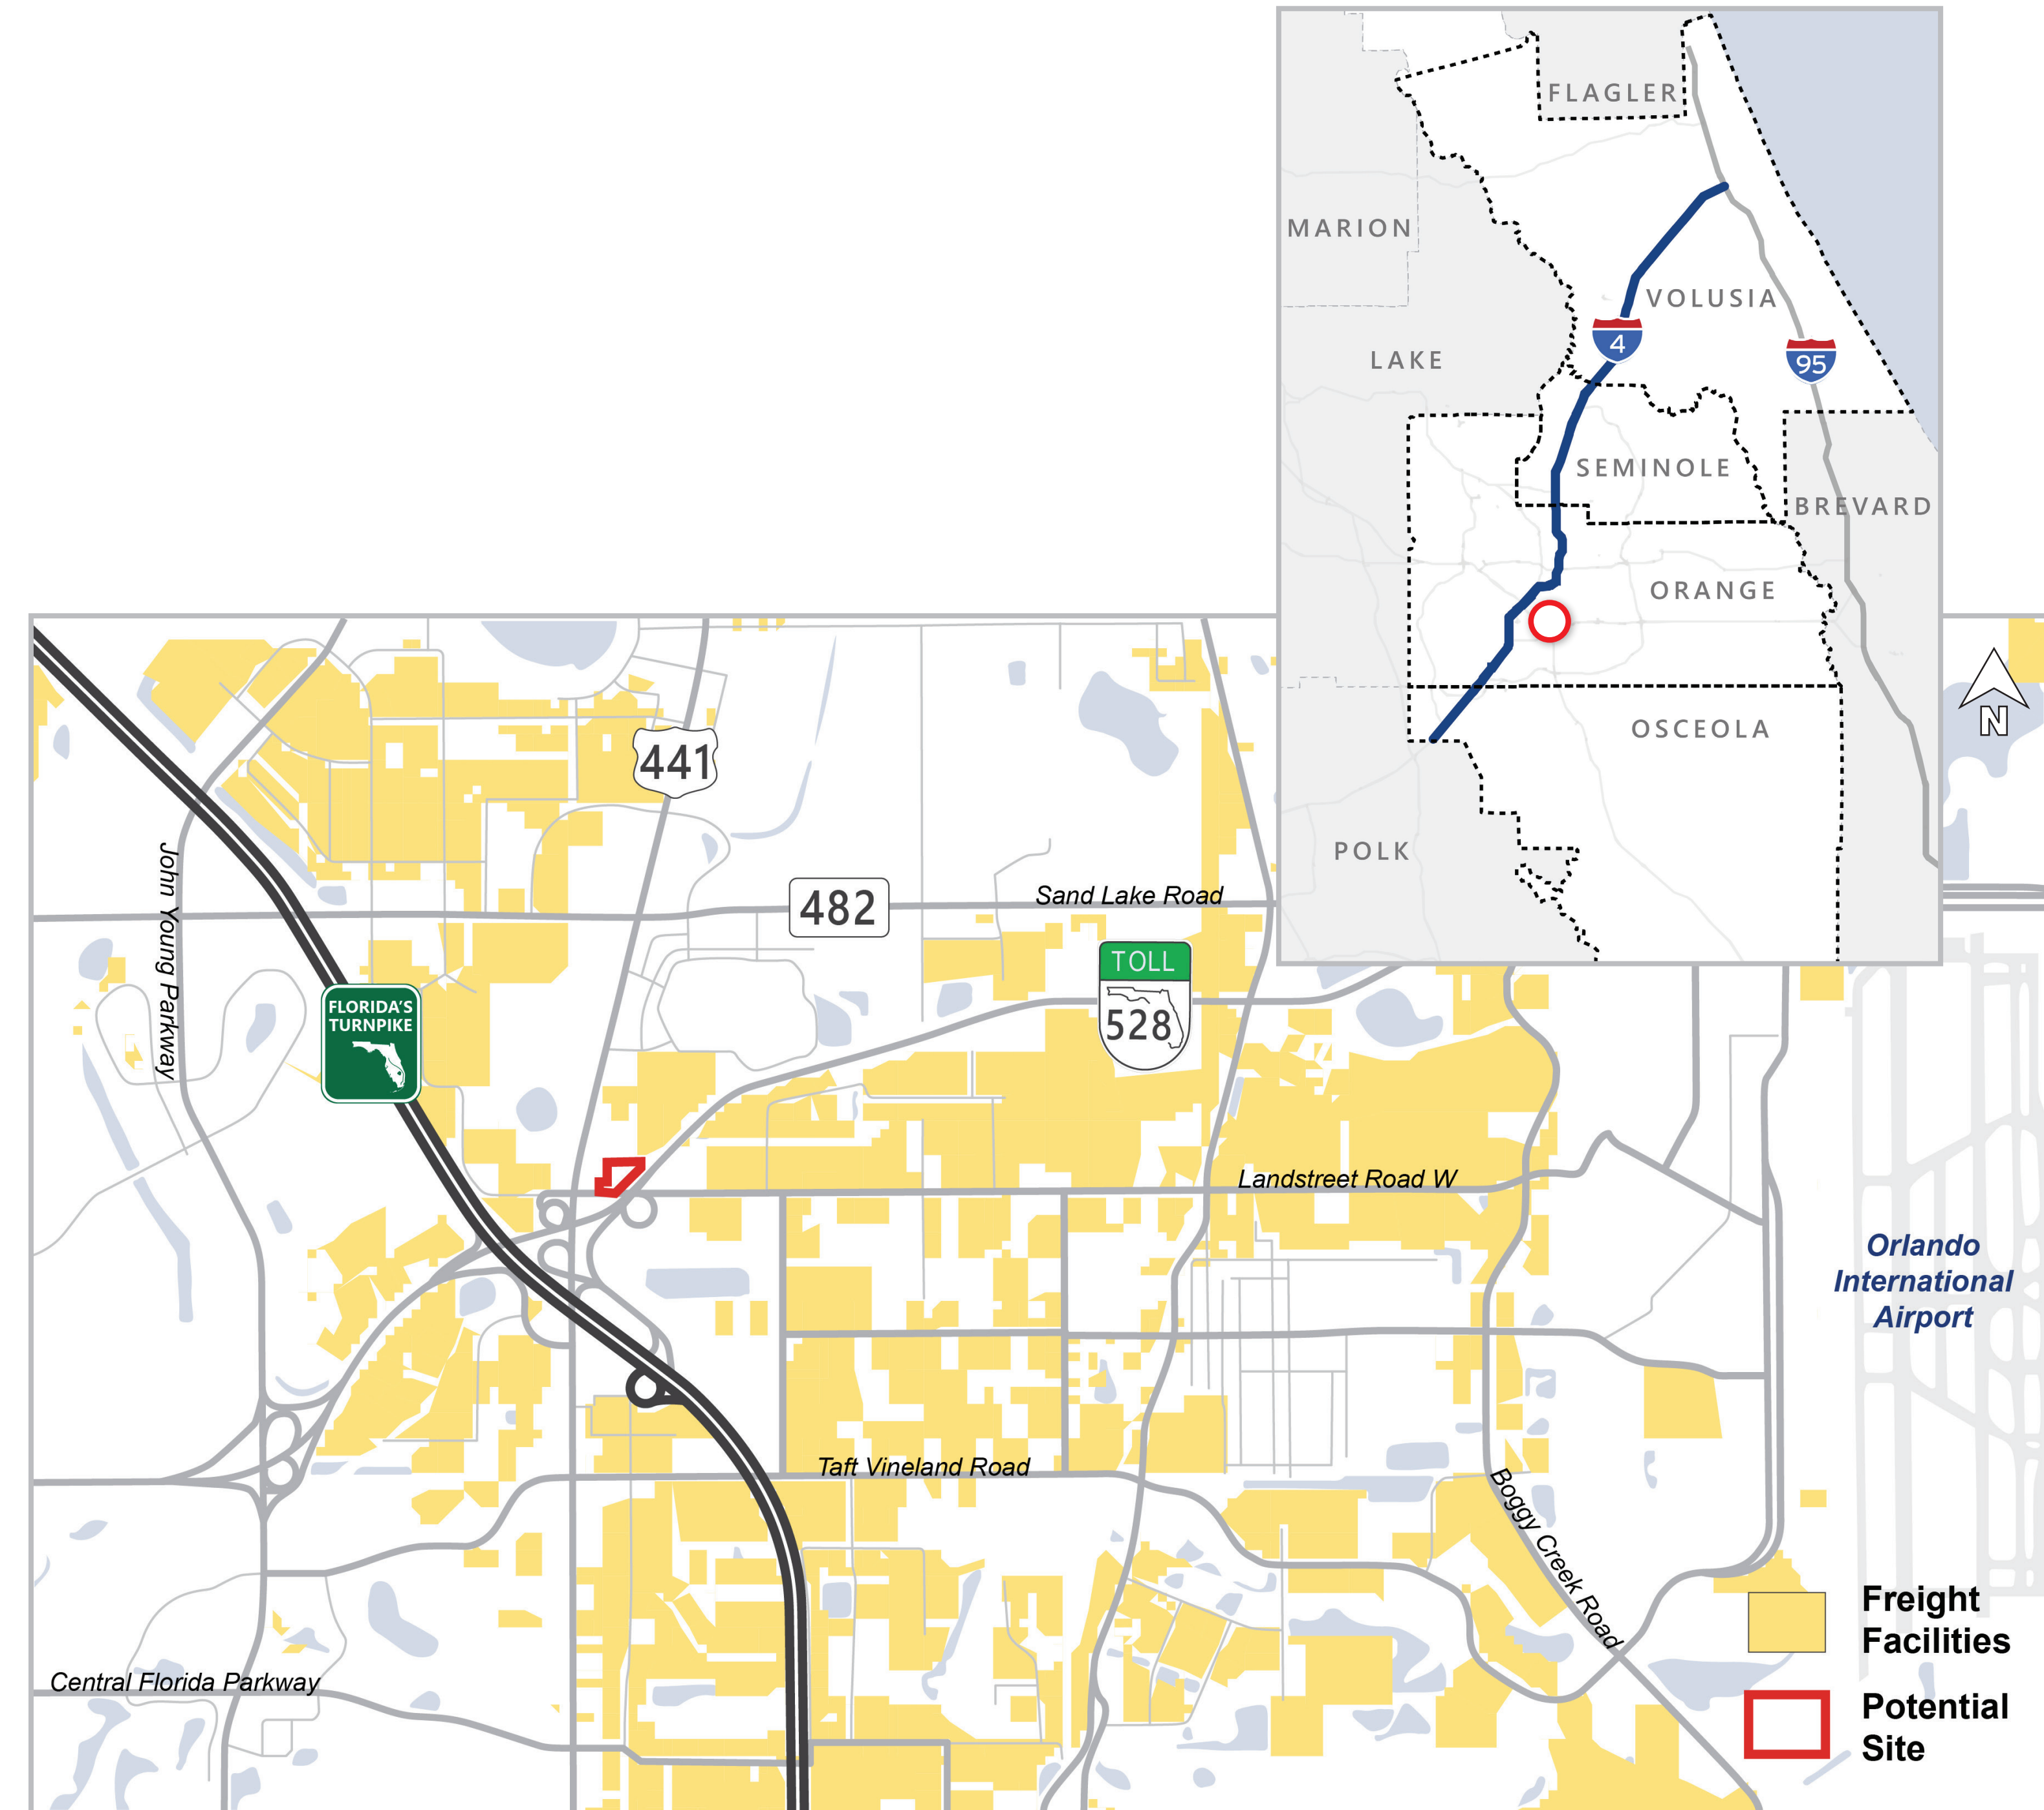 FLAGLER
MARION
VOLUSIA
4
95
LAKE
SEMINOLE
BREVARD
ORANGE
OSCEOLA
POLK
N
441
John Young Parkway
482
Sand Lake Road
TOLL
528
FLORIDA'S
TURNPIKE
Landstreet Road W
Orlando
International
Airport
Taft Vineland Road
Boggy Creek Road
Central Florida Parkway
Freight
Facilities
Potential
Site